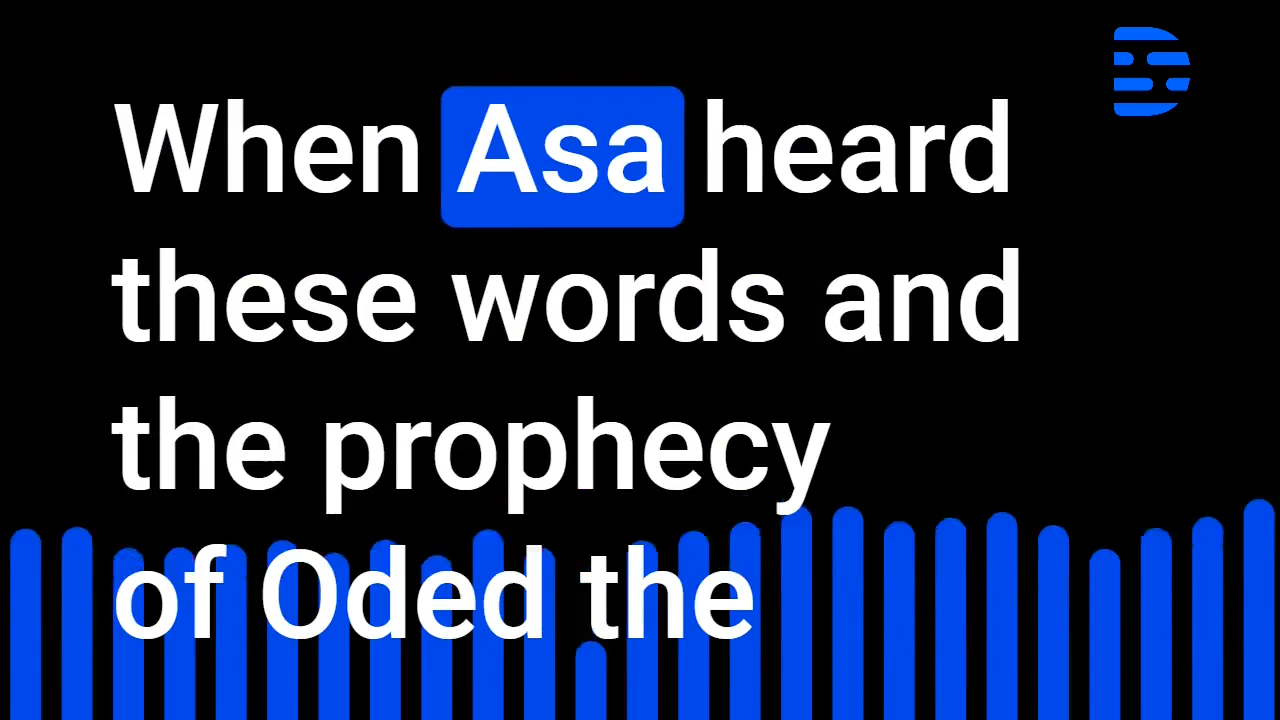 When Asa heard
these words and
the prophecy
of Oded the